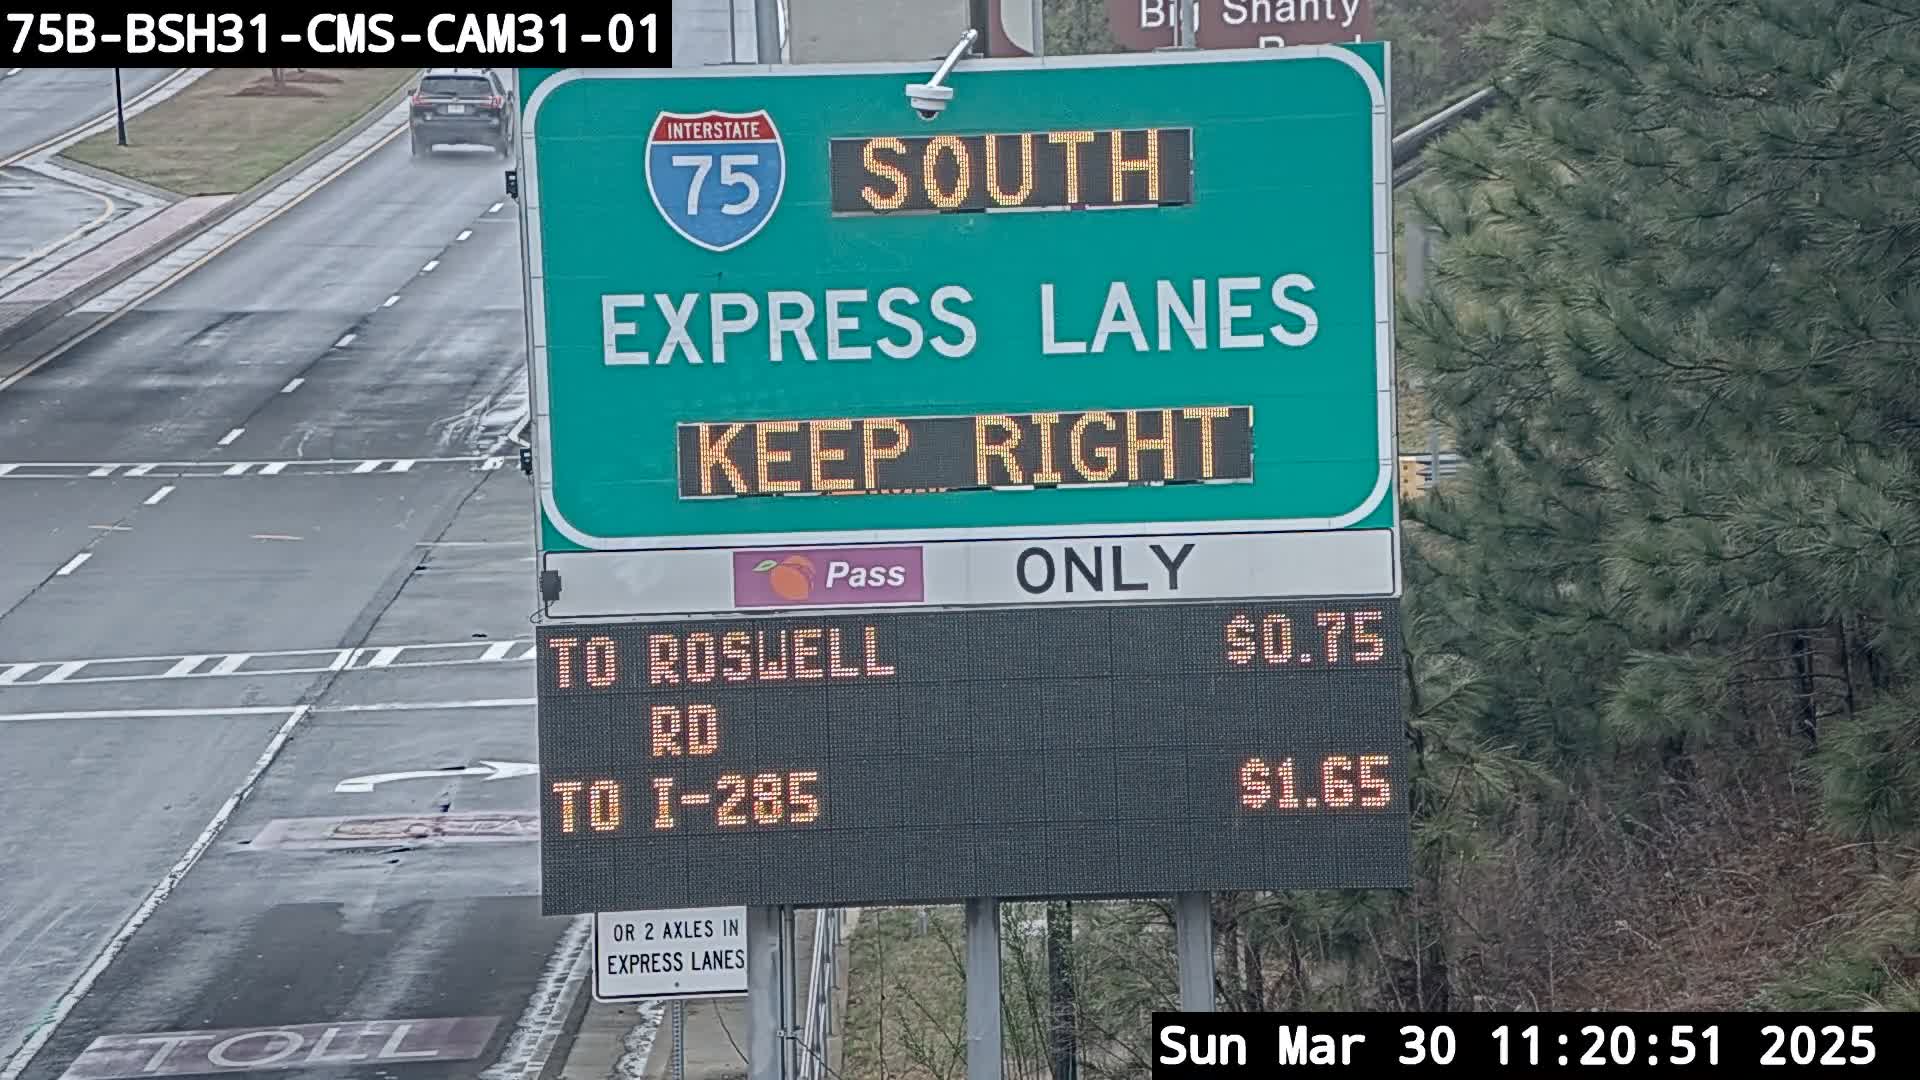 75B-BSH31-CMS-CAM31-01
Big Shanty
INTERSTATE
75
SOUTH
EXPRESS LANES
KEEP RIGHT
Pass ONLY
TO ROSWELL $0.75
RD
TO I-285 $1.65
OR 2 AXLES IN
EXPRESS LANES
TOLL
Sun Mar 30 11:20:51 2025